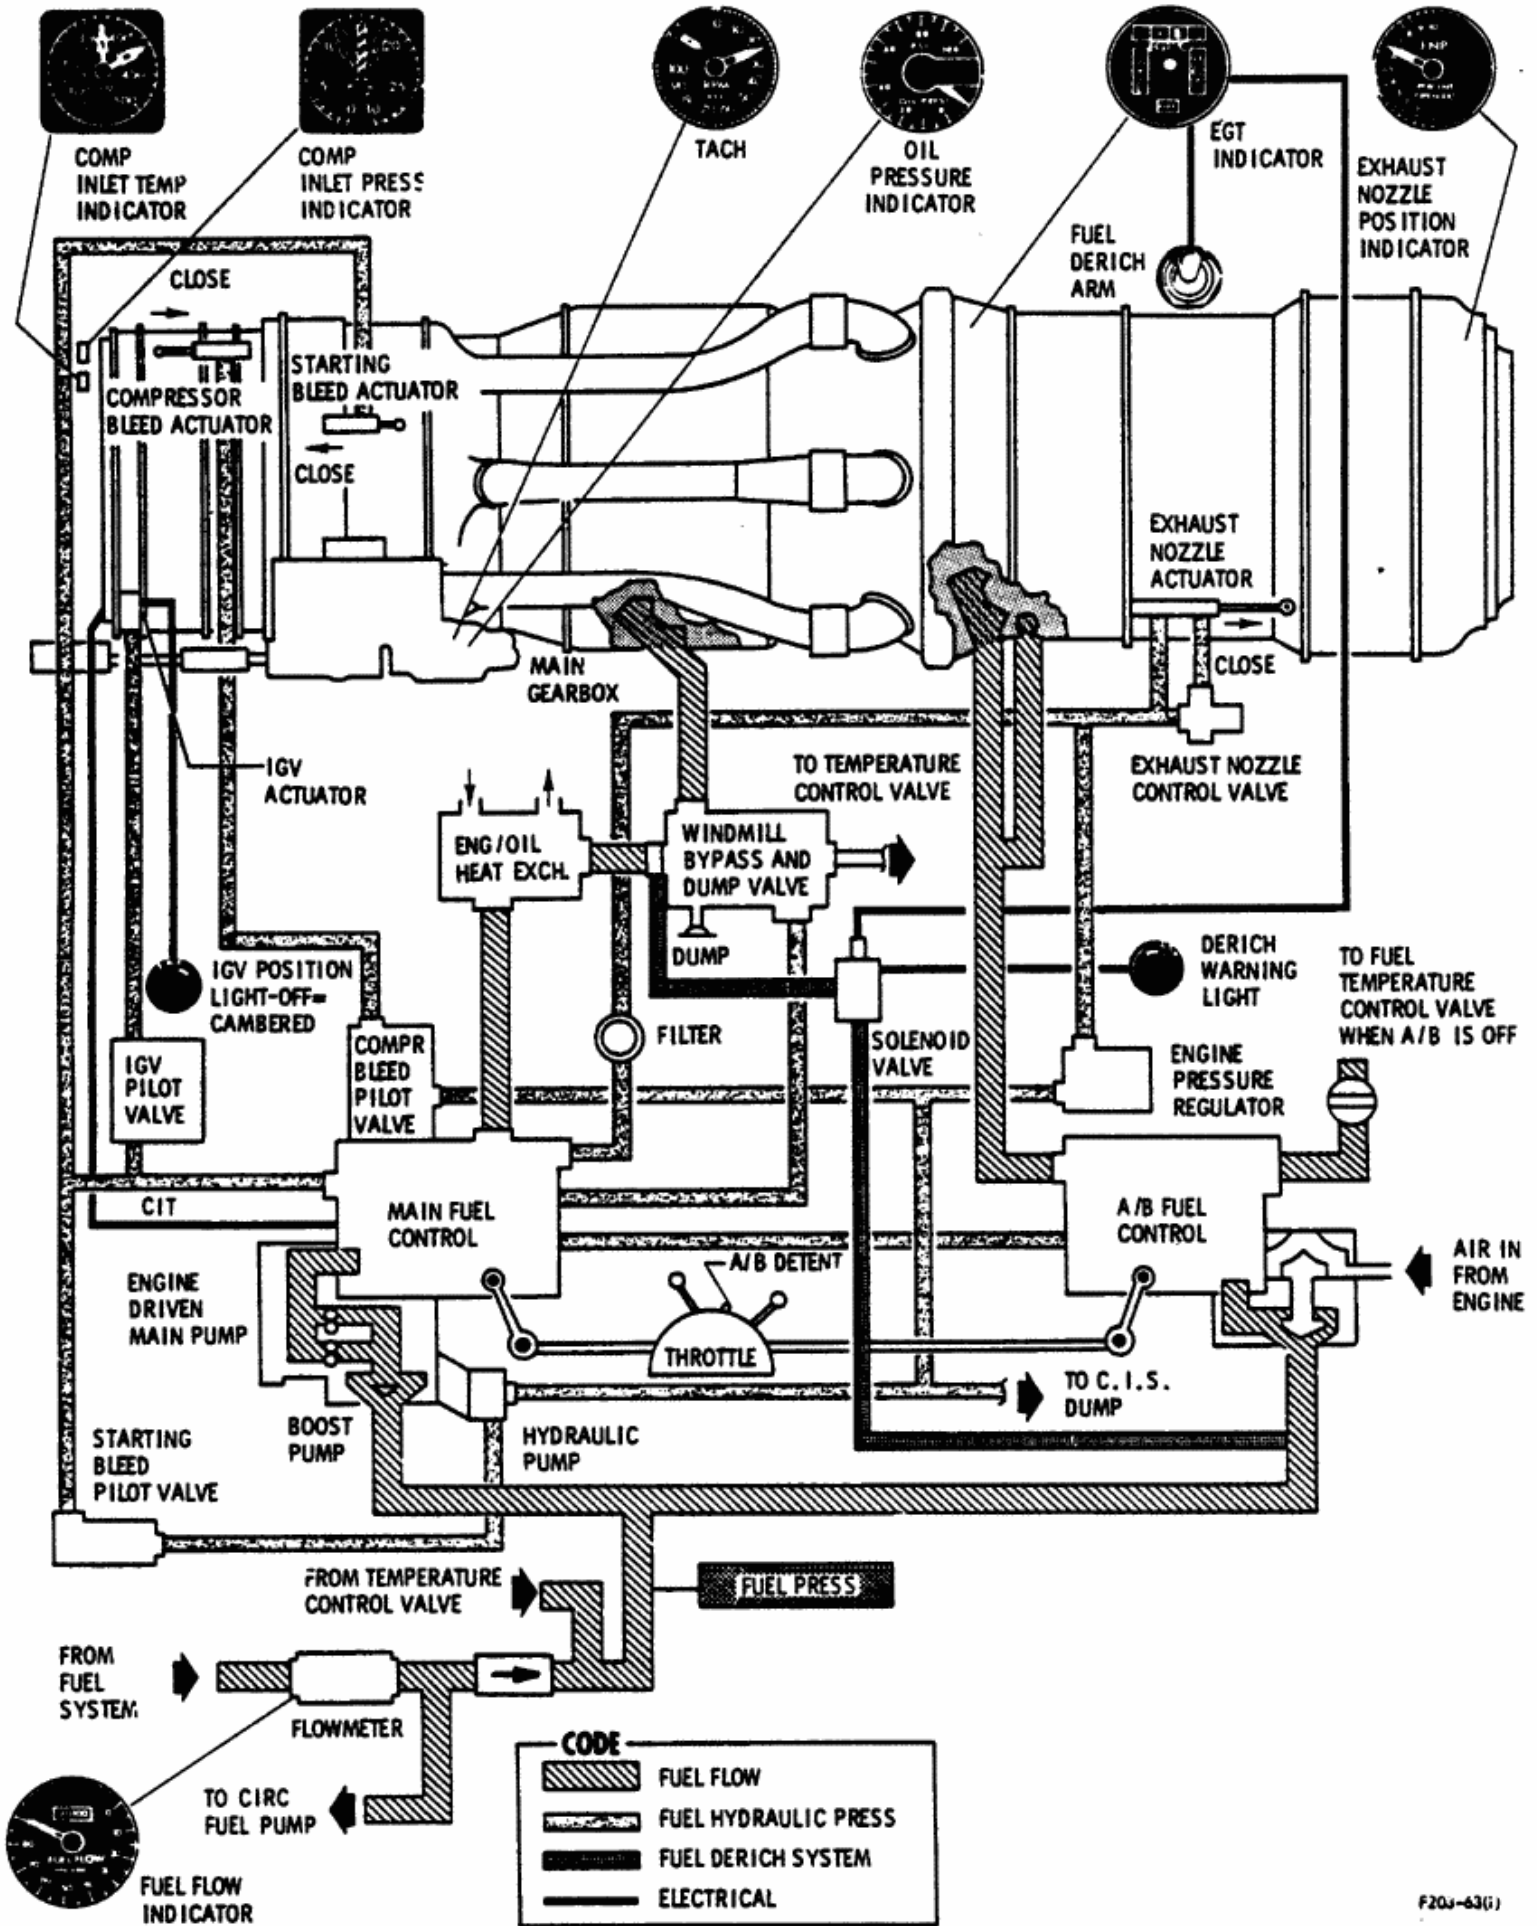 COMP
INLET TEMP
INDICATOR
COMP
INLET PRESS
INDICATOR
TACH
OIL
PRESSURE
INDICATOR
EGT
INDICATOR
EXHAUST
NOZZLE
POSITION
INDICATOR
FUEL
DERICH
ARM
CLOSE
STARTING
BLEED ACTUATOR
COMPRESSOR
BLEED ACTUATOR
CLOSE
EXHAUST
NOZZLE
ACTUATOR
CLOSE
MAIN
GEARBOX
IGV
ACTUATOR
TO TEMPERATURE
CONTROL VALVE
EXHAUST NOZZLE
CONTROL VALVE
ENG/OIL
HEAT EXCH.
WINDMILL
BYPASS AND
DUMP VALVE
DUMP
IGV POSITION
LIGHT-OFF=
CAMBERED
DERICH
WARNING
LIGHT
TO FUEL
TEMPERATURE
CONTROL VALVE
WHEN A/B IS OFF
FILTER
SOLENOID
VALVE
IGV
PILOT
VALVE
COMPR
BLEED
PILOT
VALVE
ENGINE
PRESSURE
REGULATOR
CIT
MAIN FUEL
CONTROL
A/B FUEL
CONTROL
A/B DETENT
AIR IN
FROM
ENGINE
ENGINE
DRIVEN
MAIN PUMP
THROTTLE
TO C.I.S.
DUMP
BOOST
PUMP
HYDRAULIC
PUMP
STARTING
BLEED
PILOT VALVE
FROM TEMPERATURE
CONTROL VALVE
FUEL PRESS
FROM
FUEL
SYSTEM
FLOWMETER
TO CIRC
FUEL PUMP
FUEL FLOW
INDICATOR
CODE
FUEL FLOW
FUEL HYDRAULIC PRESS
FUEL DERICH SYSTEM
ELECTRICAL
F203-63(i)